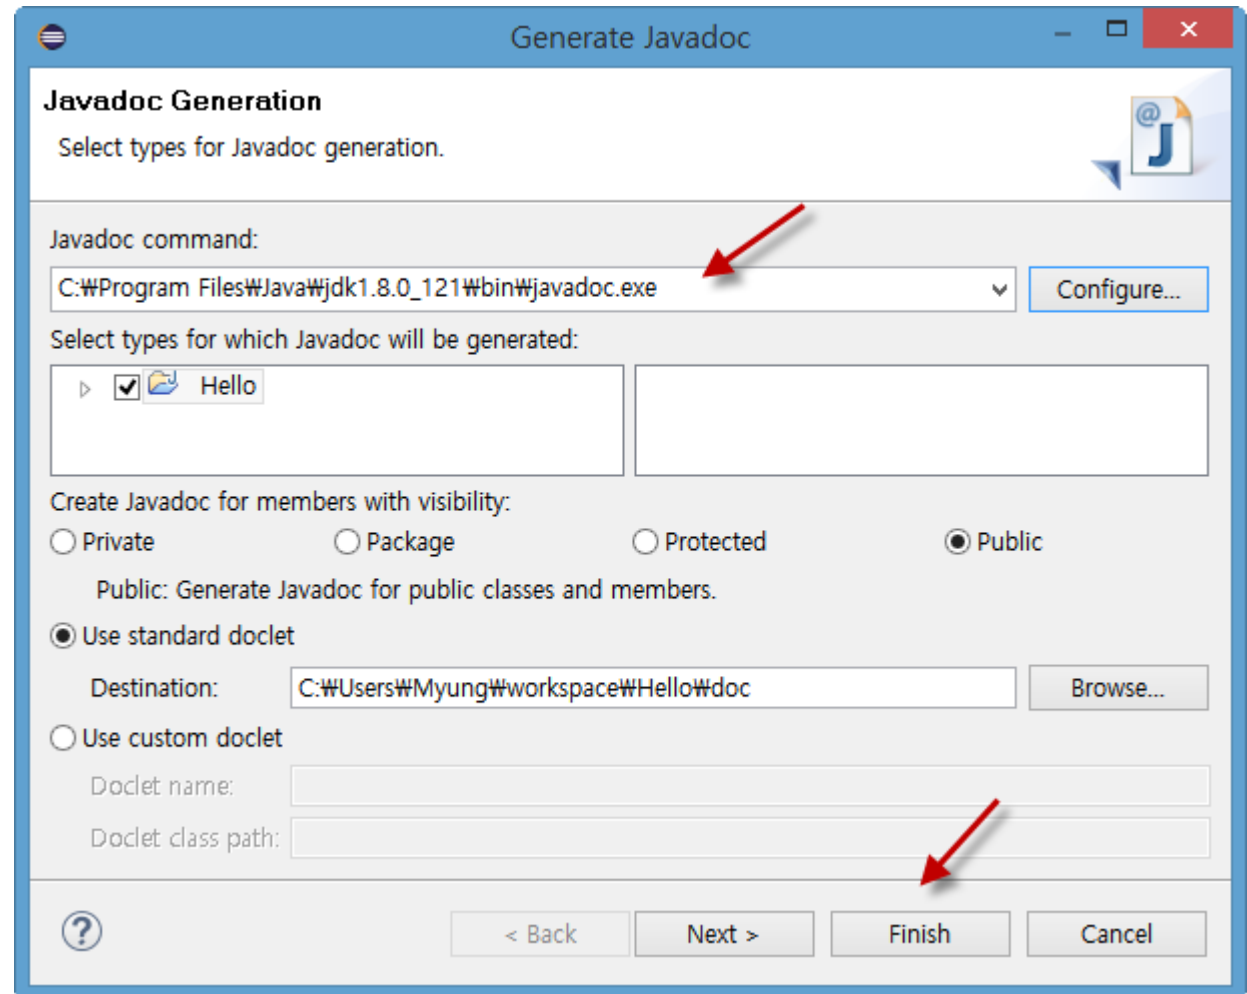 Generate Javadoc
Javadoc Generation
Select types for Javadoc generation.
@
J
Javadoc command:
C:₩Program Files₩Java₩jdk1.8.0_121₩bin₩javadoc.exe
Configure...
Select types for which Javadoc will be generated:
Hello
Create Javadoc for members with visibility:
Private Package Protected Public
Public: Generate Javadoc for public classes and members.
Use standard doclet
Destination: C:₩Users₩Myung₩workspace₩Hello₩doc Browse...
Use custom doclet
Doclet name:
Doclet class path:
? < Back Next > Finish Cancel